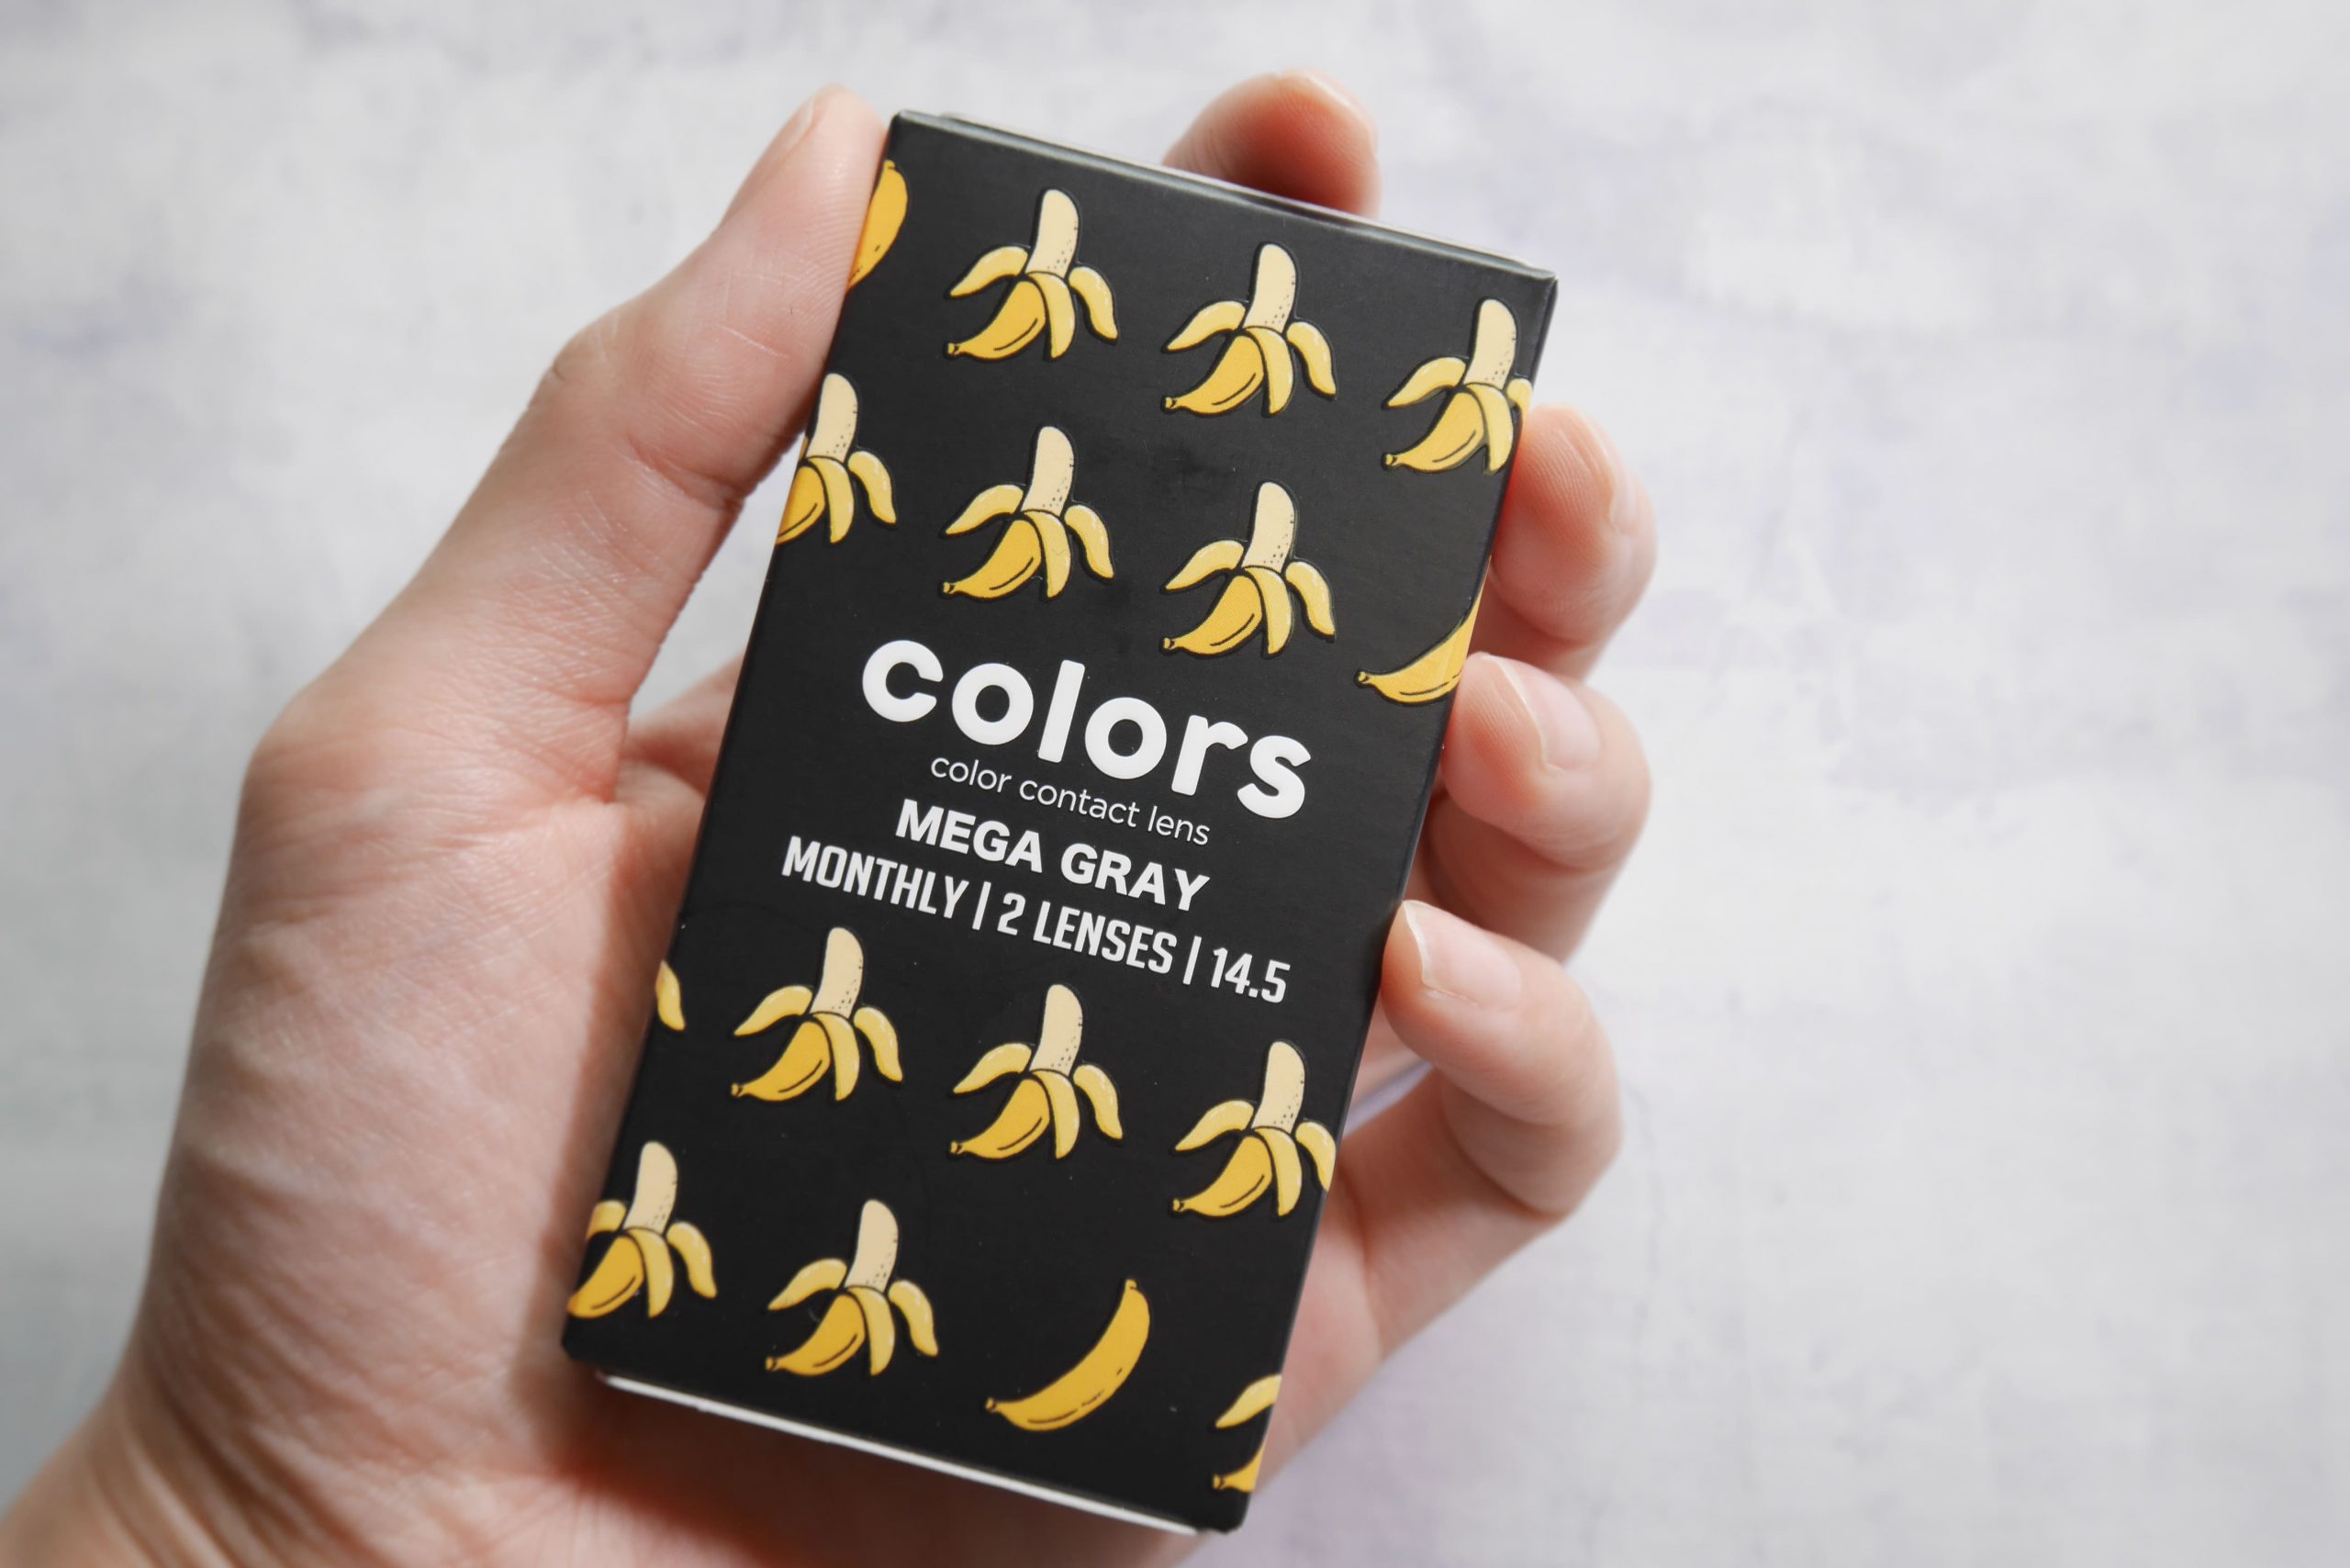 colors
color contact lens
MEGA GRAY
MONTHLY | 2 LENSES | 14.5